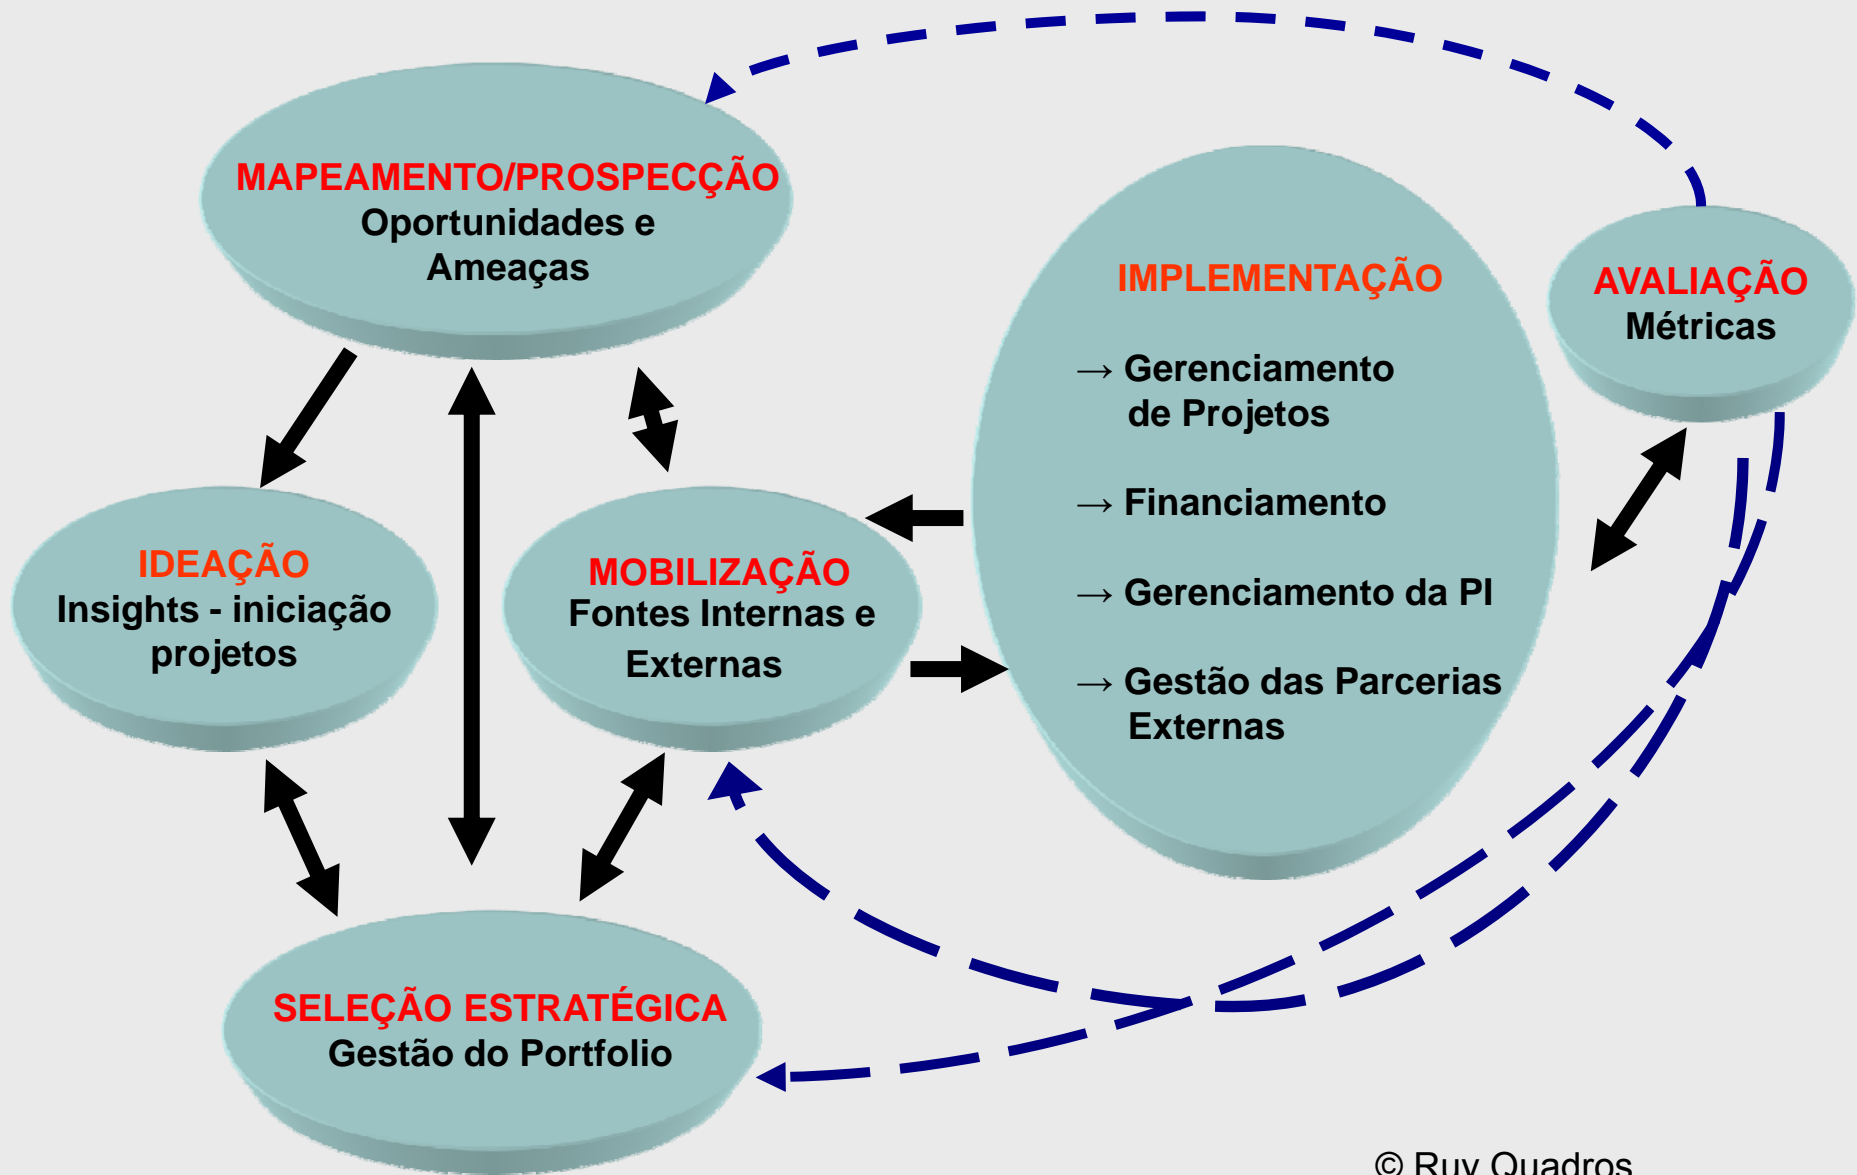 MAPEAMENTO/PROSPECÇÃO
Oportunidades e
Ameaças
IDEAÇÃO
Insights - iniciação
projetos
MOBILIZAÇÃO
Fontes Internas e
Externas
SELEÇÃO ESTRATÉGICA
Gestão do Portfolio
IMPLEMENTAÇÃO
→ Gerenciamento
de Projetos
→ Financiamento
→ Gerenciamento da PI
→ Gestão das Parcerias
Externas
AVALIAÇÃO
Métricas
© Ruy Quadros